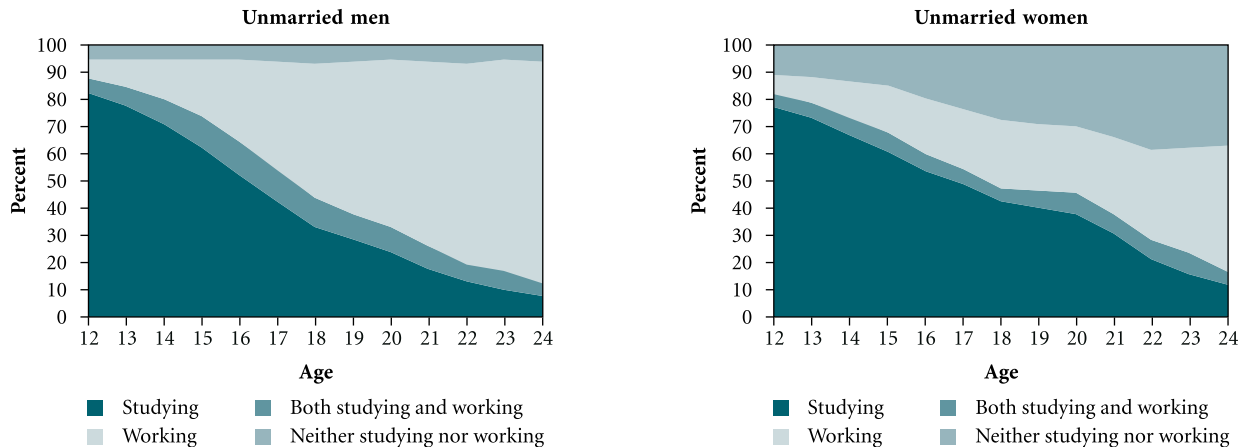 Unmarried men
Percent
100
90
80
70
60
50
40
30
20
10
0
12 13 14 15 16 17 18 19 20 21 22 23 24
Age
Studying Both studying and working
Working Neither studying nor working
Unmarried women
Percent
100
90
80
70
60
50
40
30
20
10
0
12 13 14 15 16 17 18 19 20 21 22 23 24
Age
Studying Both studying and working
Working Neither studying nor working